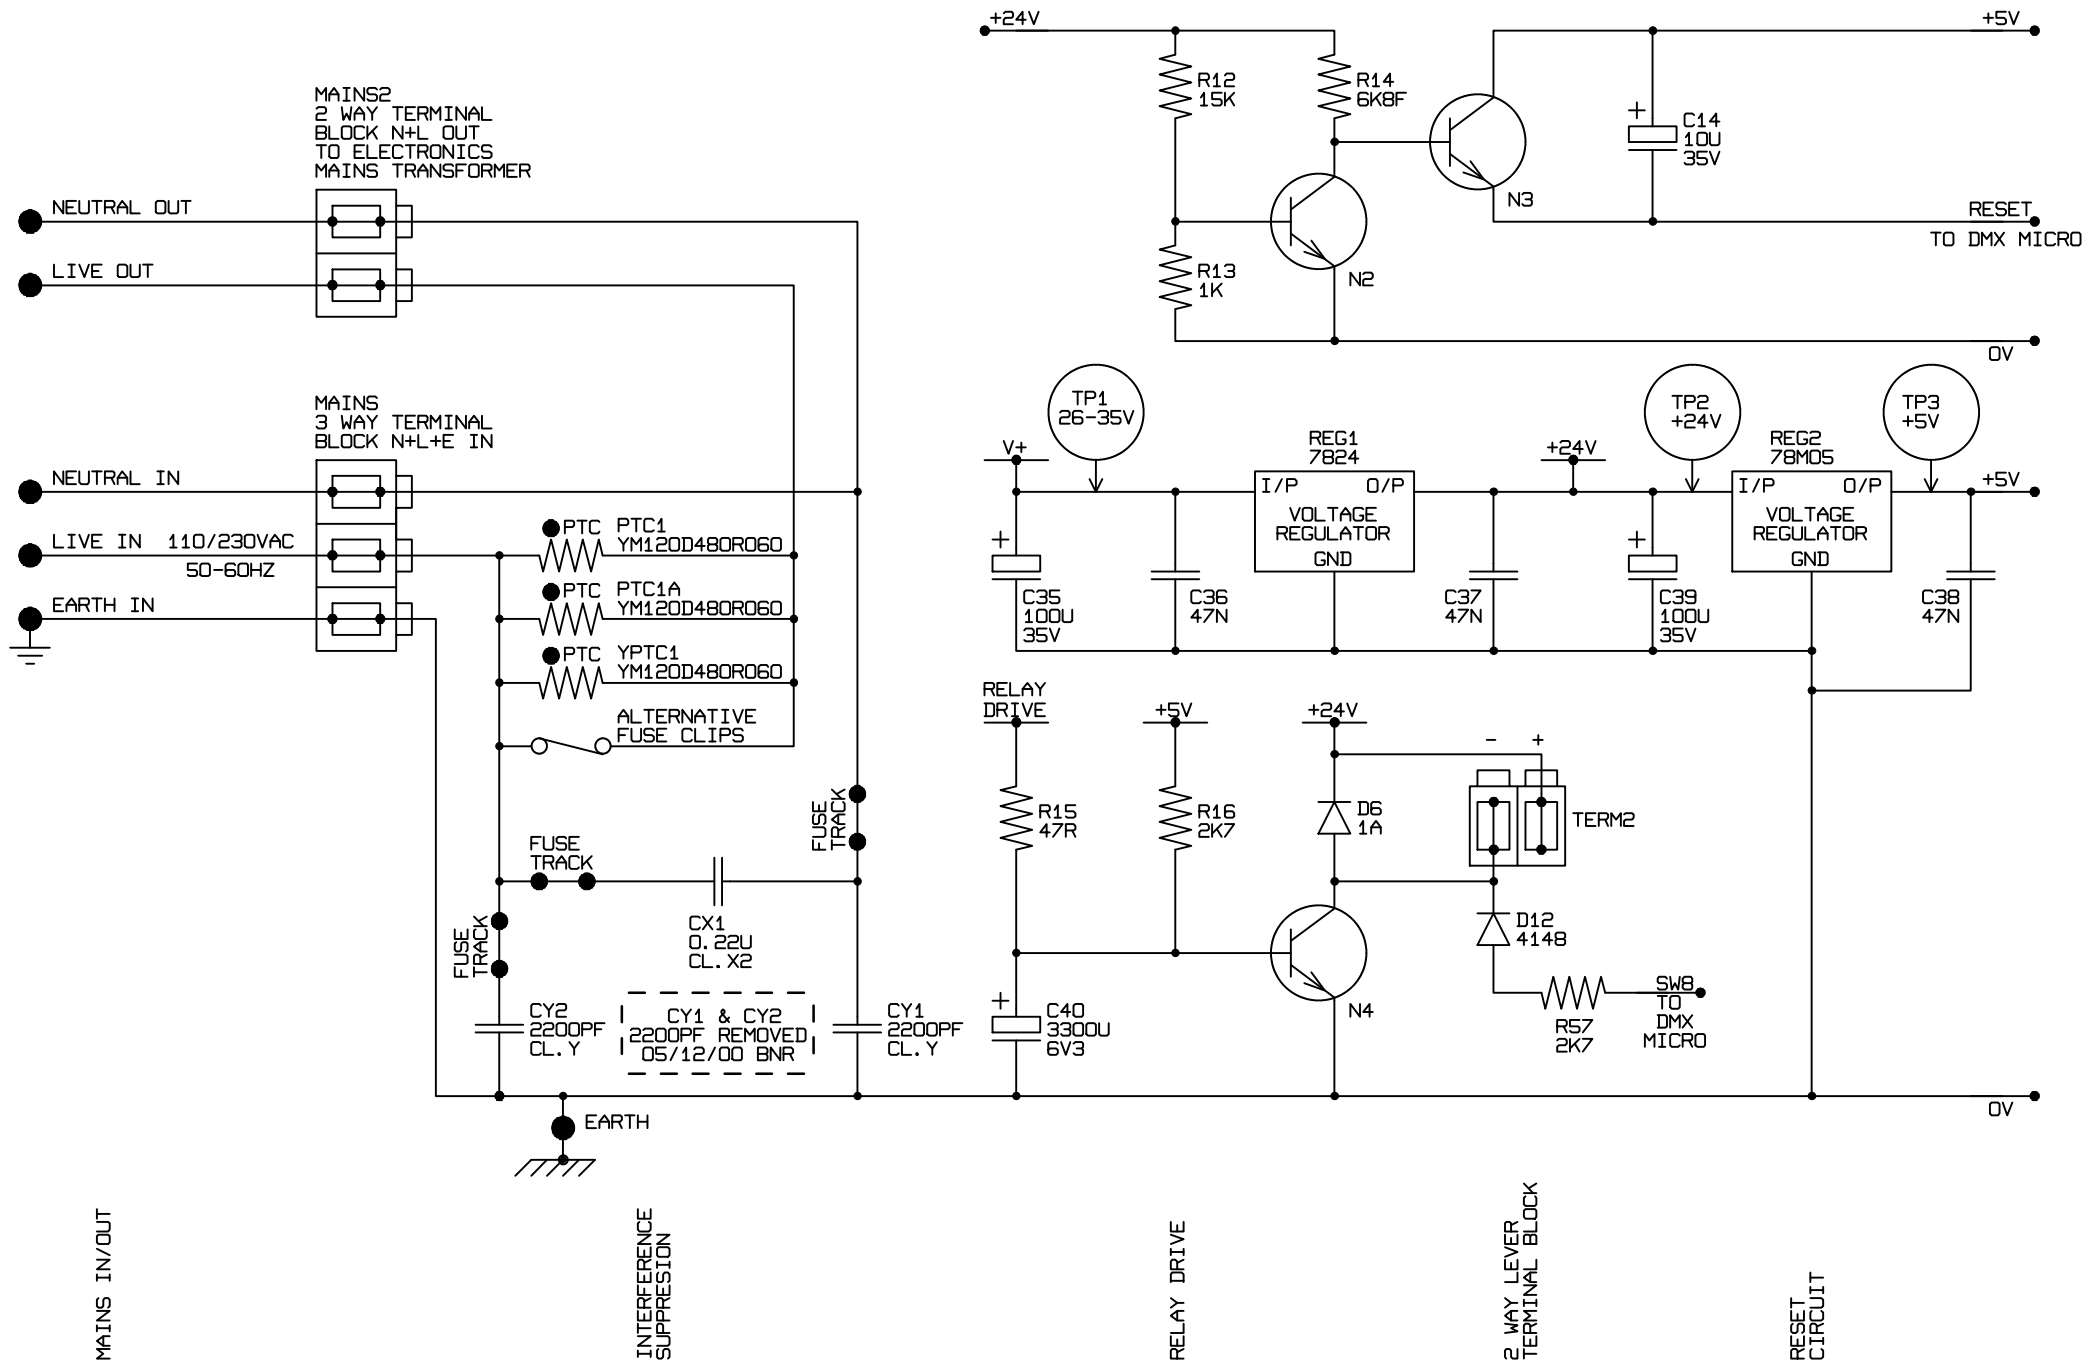 +24V
+5V
R12
15K
R14
6K8F
+
C14
10U
35V
N3
RESET
TO DMX MICRO
R13
1K
N2
0V
MAINS2
2 WAY TERMINAL
BLOCK N+L OUT
TO ELECTRONICS
MAINS TRANSFORMER
NEUTRAL OUT
LIVE OUT
MAINS
3 WAY TERMINAL
BLOCK N+L+E IN
NEUTRAL IN
LIVE IN 110/230VAC
50-60HZ
EARTH IN
PTC
PTC1
YM120D480R060
PTC
PTC1A
YM120D480R060
PTC
YPTC1
YM120D480R060
ALTERNATIVE
FUSE CLIPS
FUSE
TRACK
FUSE
TRACK
FUSE
TRACK
CX1
0.22U
CL.X2
CY2
2200PF
CL.Y
CY1 & CY2
2200PF REMOVED
05/12/00 BNR
CY1
2200PF
CL.Y
EARTH
TP1
26-35V
TP2
+24V
TP3
+5V
V+
REG1
7824
I/P O/P
VOLTAGE
REGULATOR
GND
+24V
REG2
78M05
I/P O/P
VOLTAGE
REGULATOR
GND
+5V
+
C35
100U
35V
C36
47N
C37
47N
+
C39
100U
35V
C38
47N
RELAY
DRIVE
+5V
+24V
- +
R15
47R
R16
2K7
D6
1A
TERM2
D12
4148
N4
+
C40
3300U
6V3
R57
2K7
SW8
TO
DMX
MICRO
0V
MAINS IN/OUT
INTERFERENCE
SUPPRESION
RELAY DRIVE
2 WAY LEVER
TERMINAL BLOCK
RESET
CIRCUIT